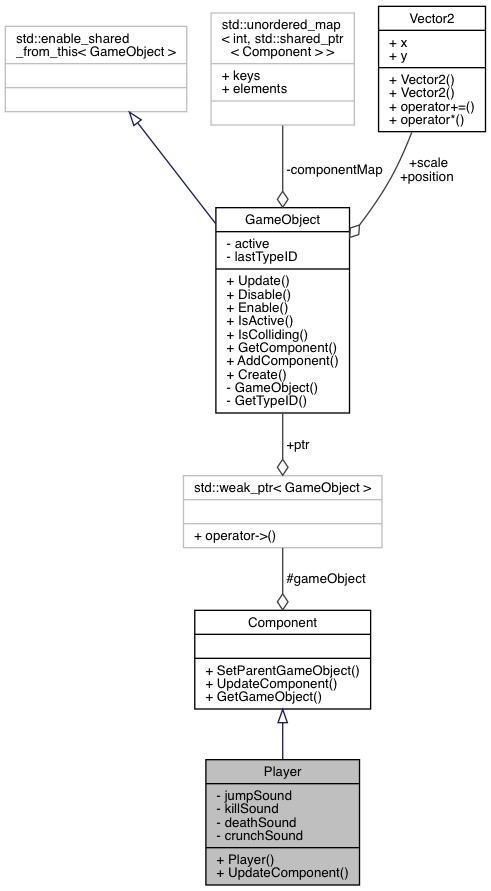 std::enable_shared
_from_this< GameObject >
std::unordered_map
< int, std::shared_ptr
< Component > >
+ keys
+ elements
Vector2
+ x
+ y
+ Vector2()
+ Vector2()
+ operator+=()
+ operator*()
-componentMap
+scale
+position
GameObject
- active
- lastTypeID
+ Update()
+ Disable()
+ Enable()
+ IsActive()
+ IsColliding()
+ GetComponent()
+ AddComponent()
+ Create()
- GameObject()
- GetTypeID()
+ptr
std::weak_ptr< GameObject >
+ operator->()
#gameObject
Component
+ SetParentGameObject()
+ UpdateComponent()
+ GetGameObject()
Player
- jumpSound
- killSound
- deathSound
- crunchSound
+ Player()
+ UpdateComponent()